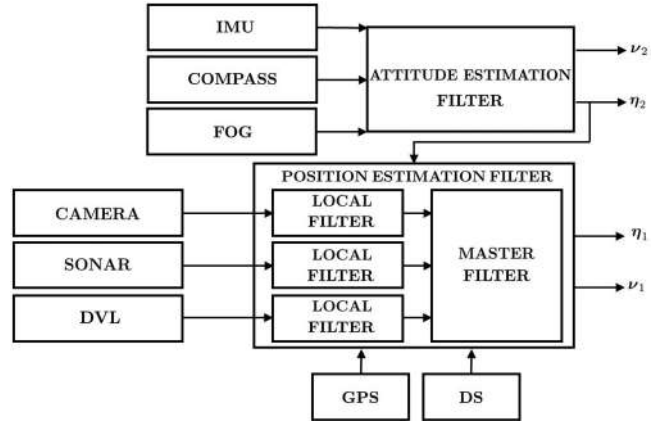 IMU
COMPASS
FOG
ATTITUDE ESTIMATION
FILTER
ν₂
η₂
POSITION ESTIMATION FILTER
CAMERA
SONAR
DVL
LOCAL
FILTER
LOCAL
FILTER
LOCAL
FILTER
MASTER
FILTER
η₁
ν₁
GPS
DS